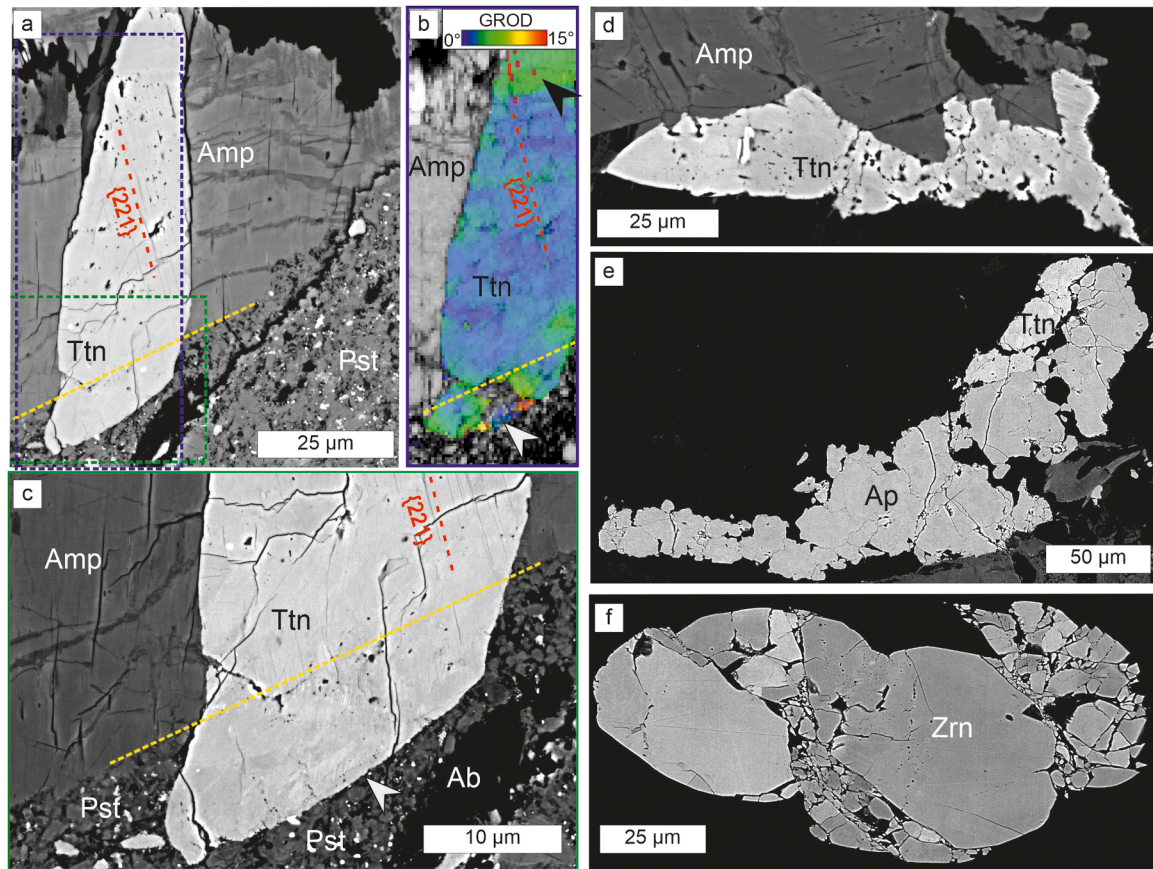 a
Amp
{221}
Ttn
Pst
25 µm
b
GROD
0°
15°
Amp
{221}
Ttn
c
Amp
{221}
Ttn
Pst
Pst
Ab
10 µm
d
Amp
Ttn
25 µm
e
Ttn
Ap
50 µm
f
Zrn
25 µm